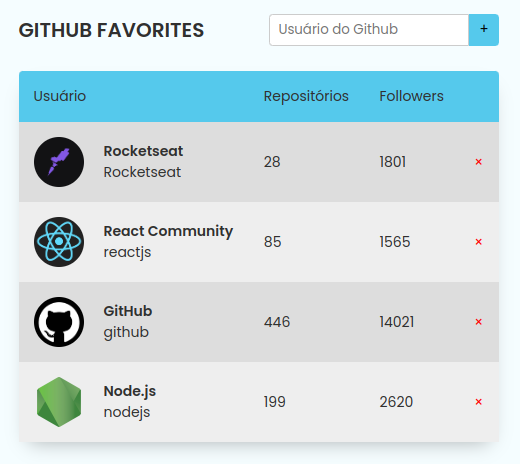 GITHUB FAVORITES
Usuário do Github +
Usuário Repositórios Followers
Rocketseat
Rocketseat
28 1801 ×
React Community
reactjs
85 1565 ×
GitHub
github
446 14021 ×
Node.js
nodejs
199 2620 ×